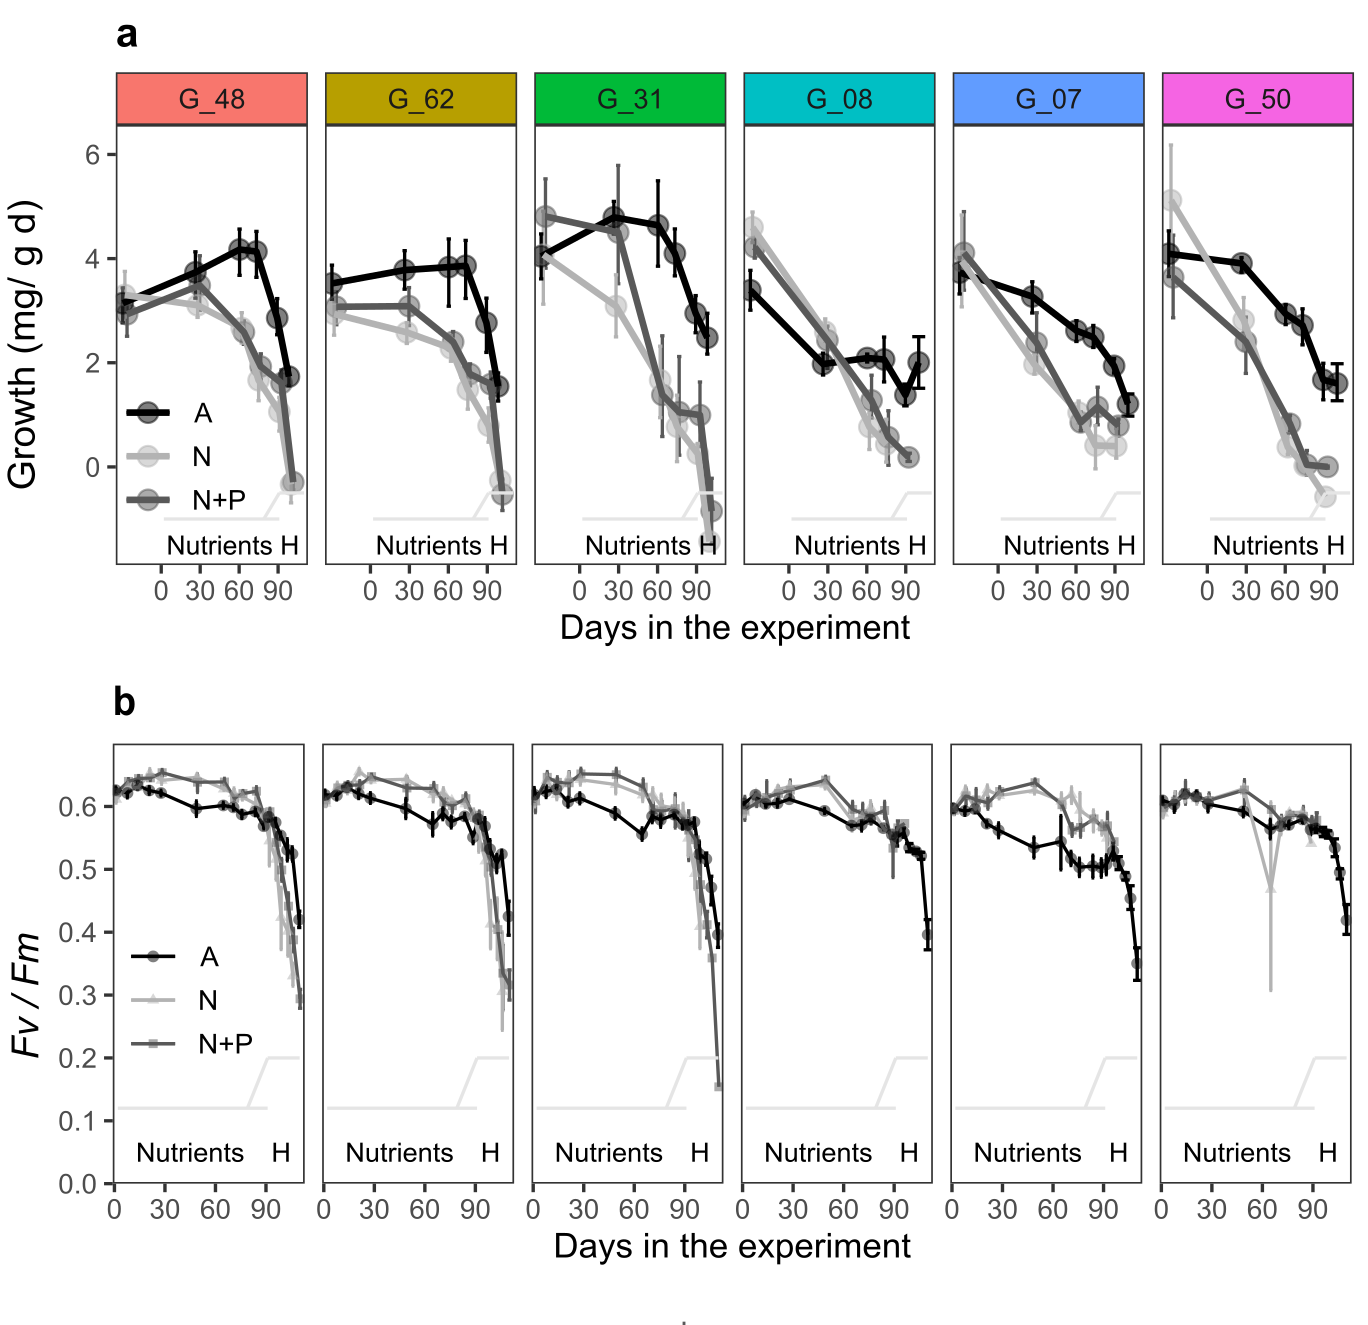 a
G_48 G_62 G_31 G_08 G_07 G_50
6
4
2
0
Growth (mg/ g d)
A
N
N+P
Nutrients H Nutrients H Nutrients H Nutrients H Nutrients H Nutrients H
0 30 60 90 0 30 60 90 0 30 60 90 0 30 60 90 0 30 60 90 0 30 60 90
Days in the experiment
b
0.6
0.5
0.4
0.3
0.2
0.1
0.0
Fv / Fm
A
N
N+P
Nutrients H Nutrients H Nutrients H Nutrients H Nutrients H Nutrients H
0 30 60 90 0 30 60 90 0 30 60 90 0 30 60 90 0 30 60 90 0 30 60 90
Days in the experiment